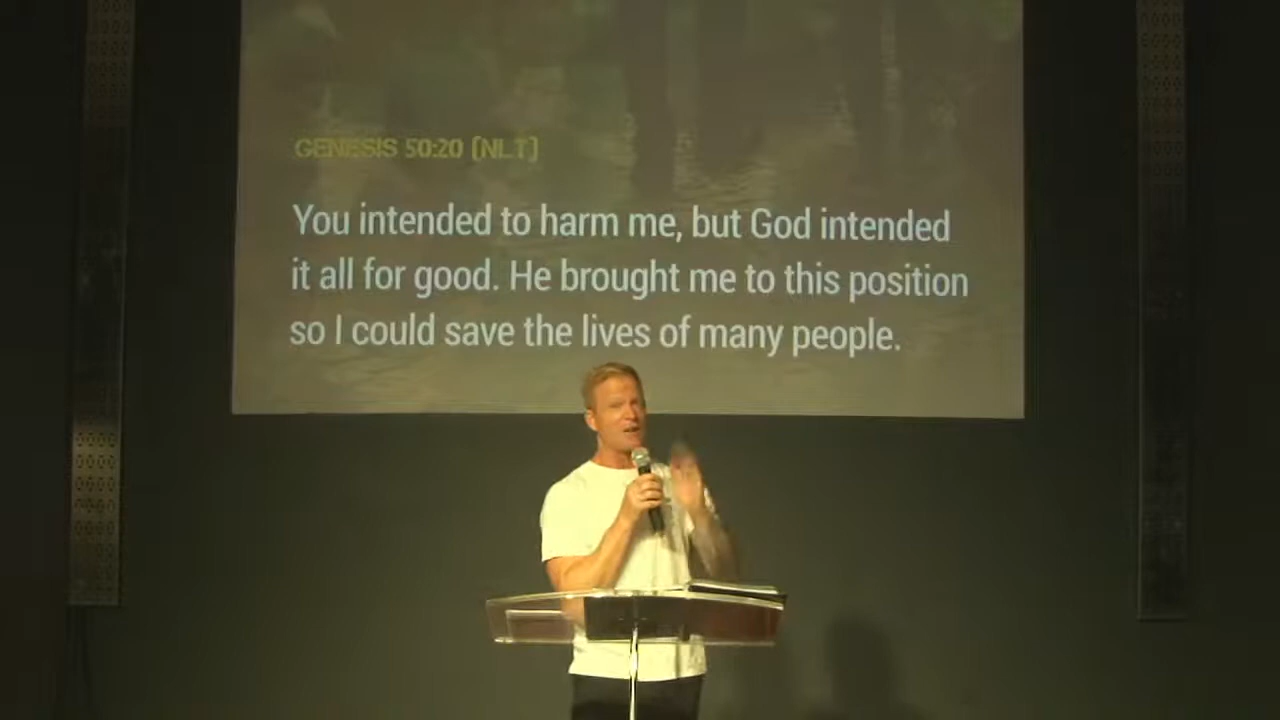 GENESIS 50:20 (NLT)
You intended to harm me, but God intended
it all for good. He brought me to this position
so I could save the lives of many people.